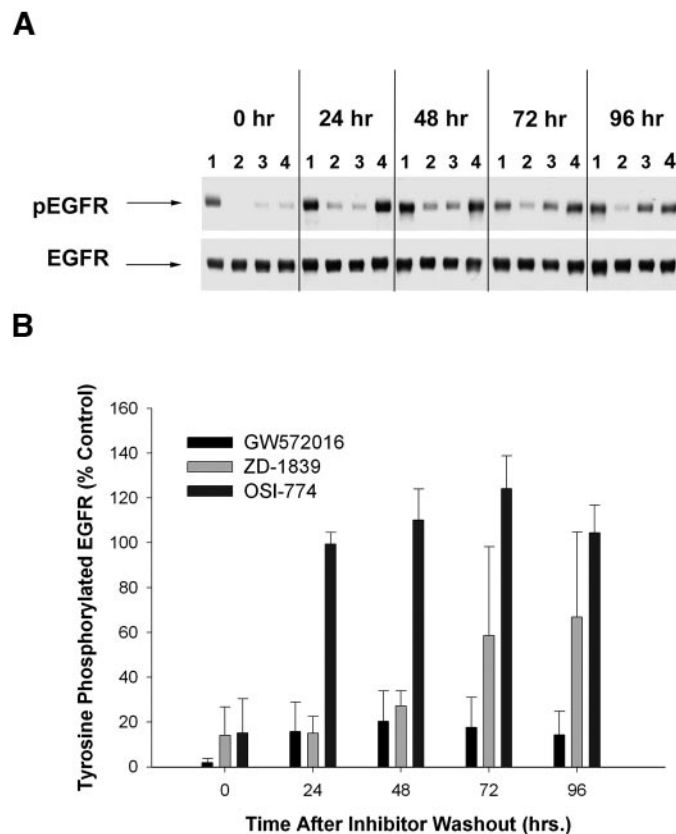 A
0 hr 24 hr 48 hr 72 hr 96 hr
1 2 3 4 1 2 3 4 1 2 3 4 1 2 3 4 1 2 3 4
pEGFR
EGFR
B
Tyrosine Phosphorylated EGFR (% Control)
160
140
120
100
80
60
40
20
0
GW572016
ZD-1839
OSI-774
0 24 48 72 96
Time After Inhibitor Washout (hrs.)